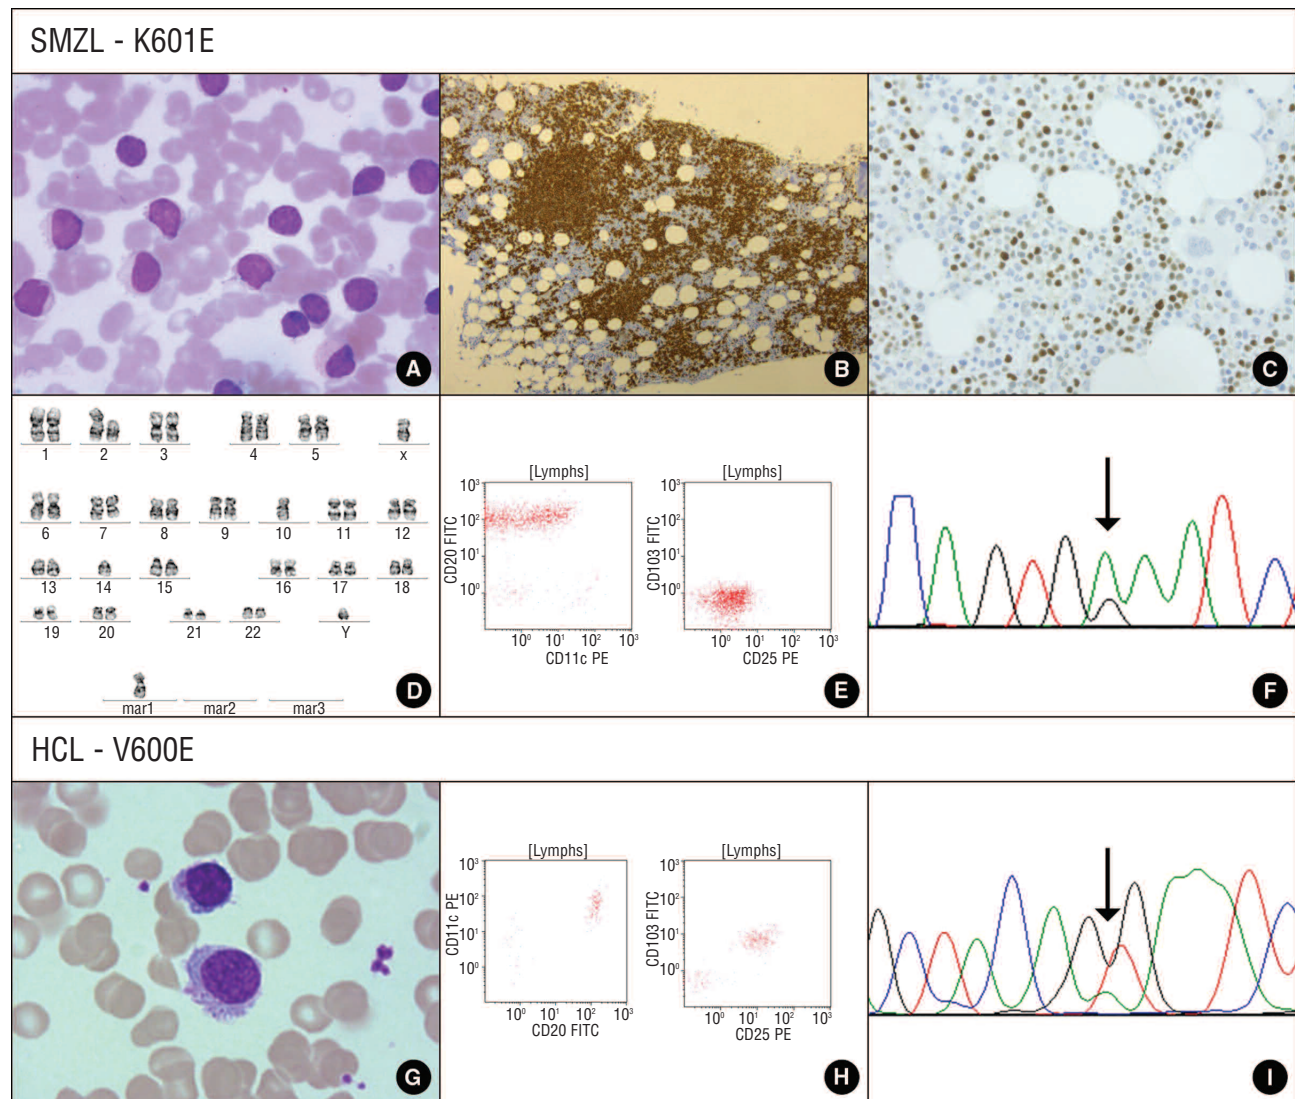 SMZL - K601E
A
B
C
1 2 3 4 5 x
6 7 8 9 10 11 12
13 14 15 16 17 18
19 20 21 22 Y
mar1 mar2 mar3
D
[Lymphs]
CD20 FITC
10³
10²
10¹
10⁰
10⁰ 10¹ 10² 10³
CD11c PE
[Lymphs]
CD103 FITC
10³
10²
10¹
10⁰
10⁰ 10¹ 10² 10³
CD25 PE
E
F
HCL - V600E
G
[Lymphs]
CD11c PE
10³
10²
10¹
10⁰
10⁰ 10¹ 10² 10³
CD20 FITC
[Lymphs]
CD103 FITC
10³
10²
10¹
10⁰
10⁰ 10¹ 10² 10³
CD25 PE
H
I